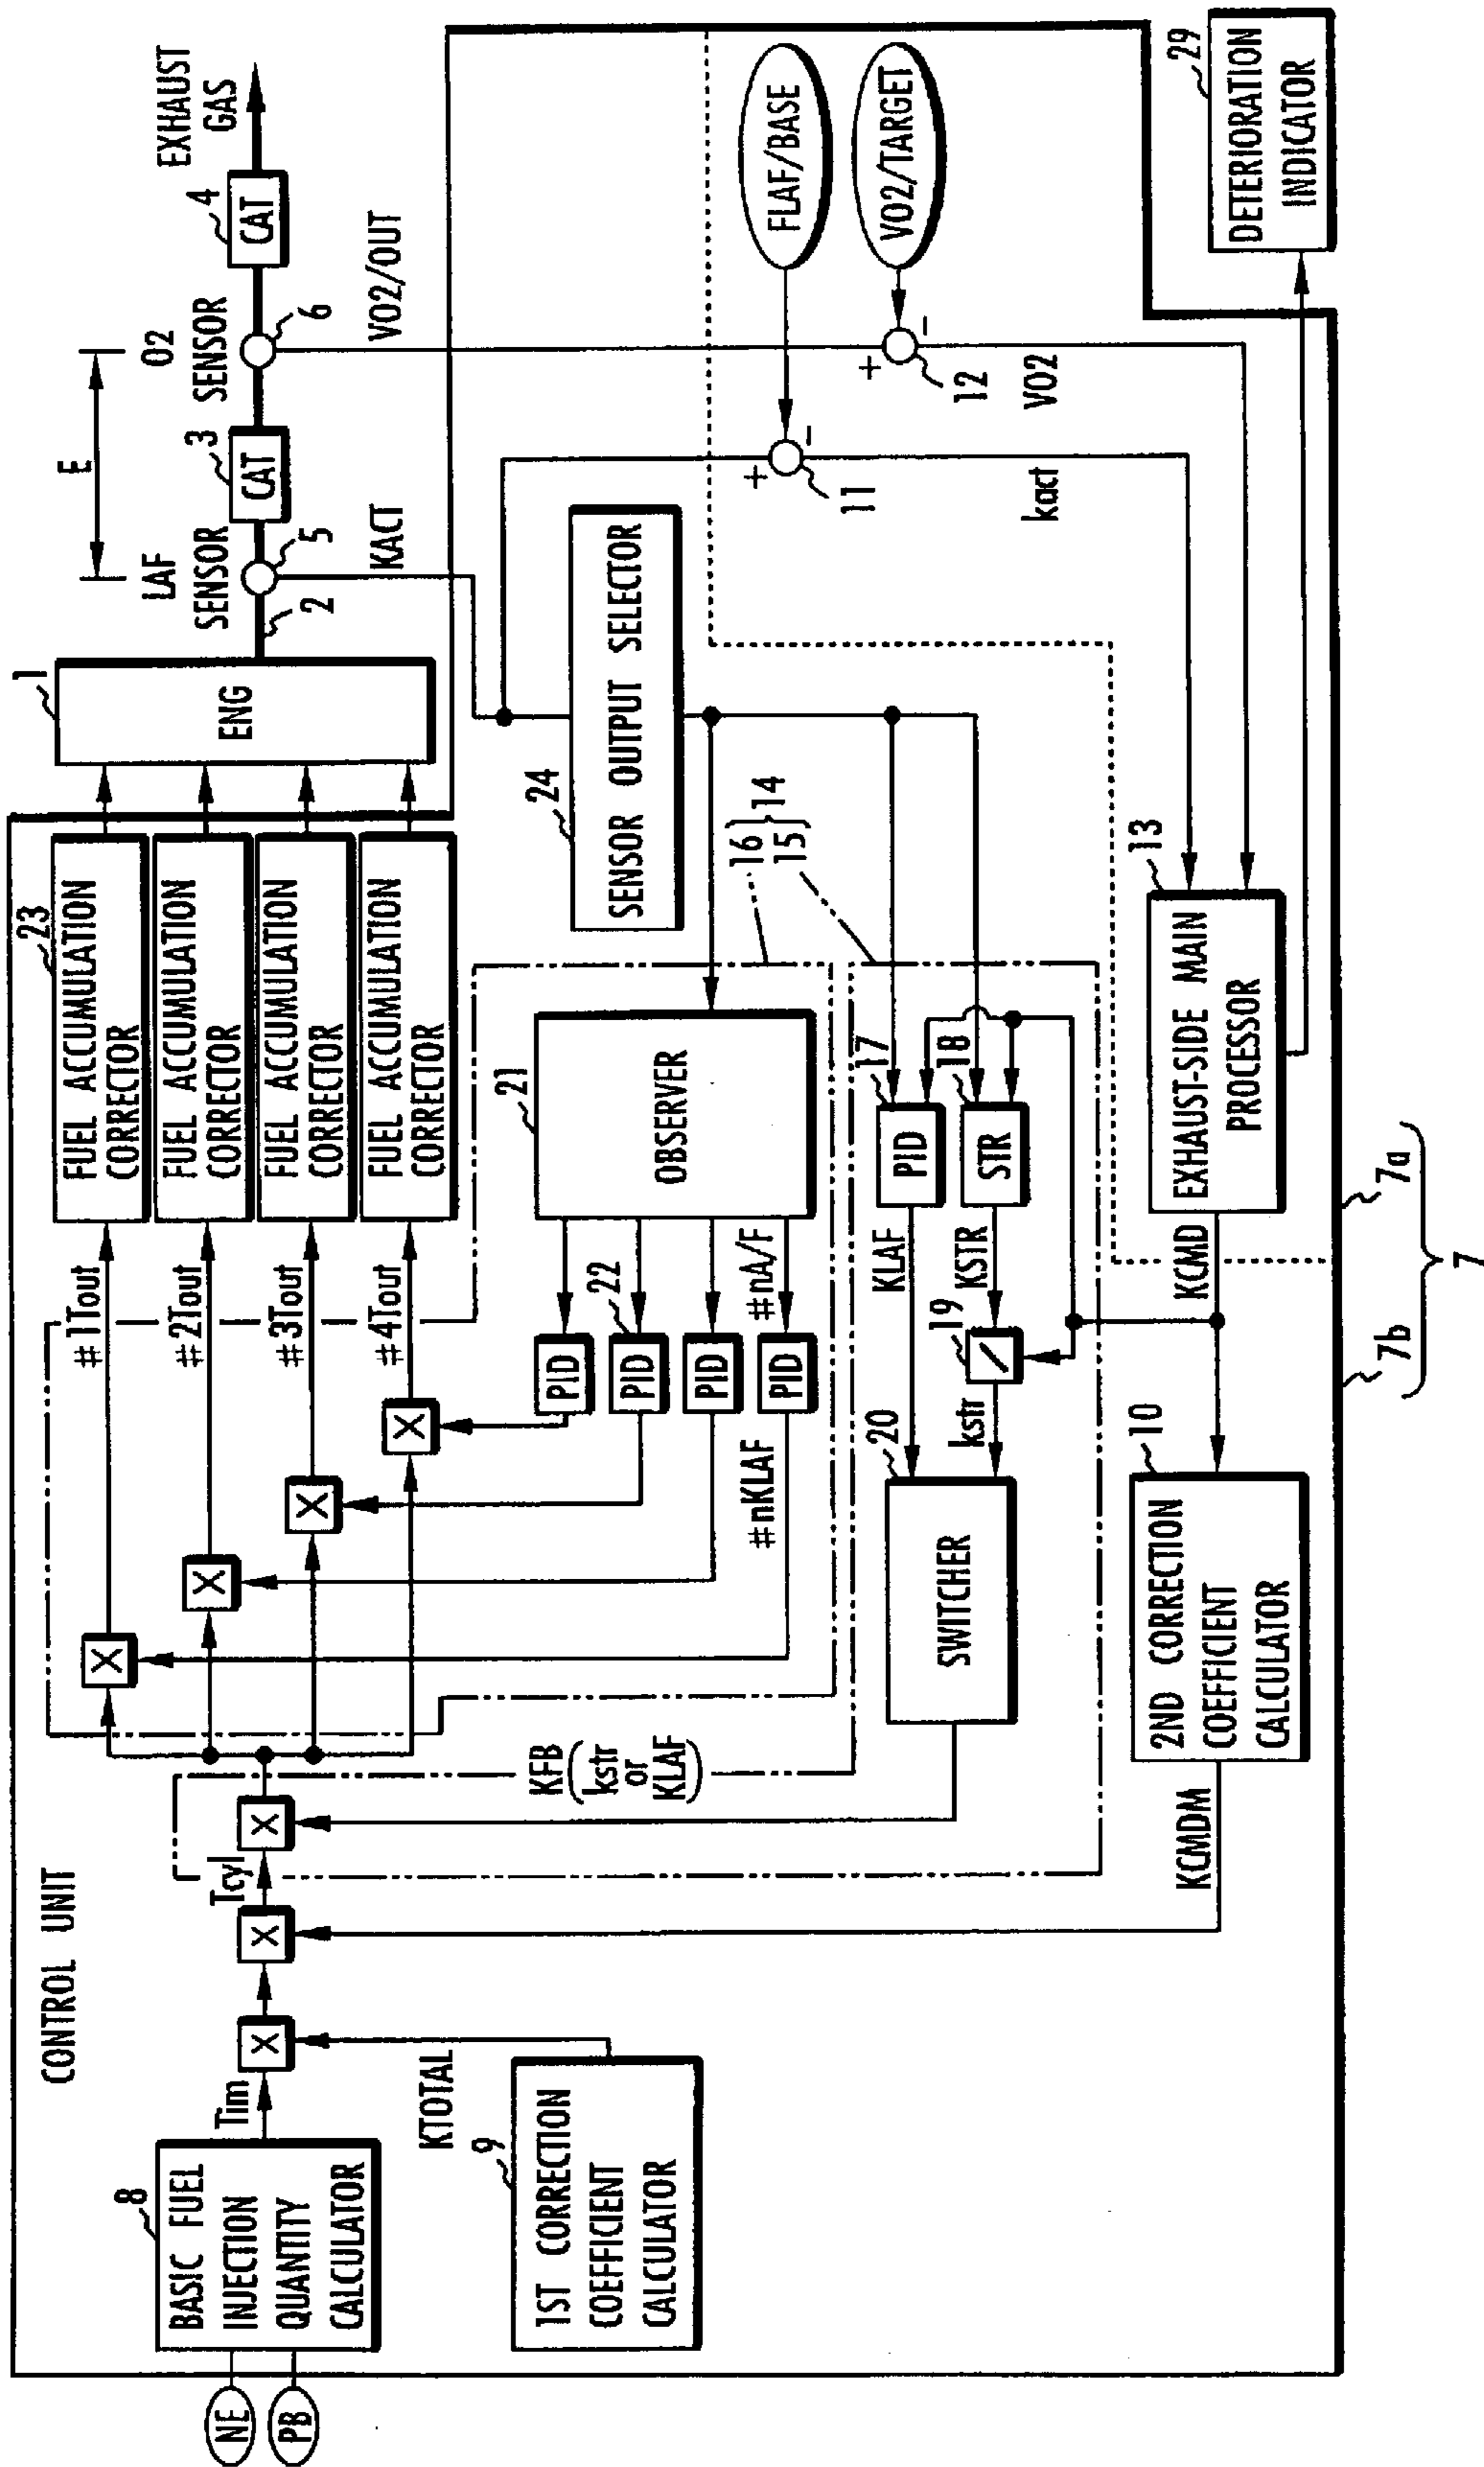 CONTROL UNIT
NE
PB
8
BASIC FUEL
INJECTION
QUANTITY
CALCULATOR
Tim
X
X
Tcyl
X
KTOTAL
9
1ST CORRECTION
COEFFICIENT
CALCULATOR
KFB
(kstr
or
KLAF)
KCMDM
X
X
X
X
#1Tout
#2Tout
#3Tout
#4Tout
23
FUEL ACCUMULATION
CORRECTOR
FUEL ACCUMULATION
CORRECTOR
FUEL ACCUMULATION
CORRECTOR
FUEL ACCUMULATION
CORRECTOR
1
ENG
2
LAF
SENSOR
5
KACT
E
3
CAT
O2
SENSOR
6
VO2/OUT
4
CAT
EXHAUST
GAS
#nKLAF
PID
PID
PID
PID
22
#nA/F
21
OBSERVER
24
SENSOR OUTPUT SELECTOR
16
15
} 14
20
SWITCHER
KLAF
kstr
19
KSTR
17
PID
18
STR
+
-
11
kact
FLAF/BASE
+
-
12
VO2
VO2/TARGET
10
2ND CORRECTION
COEFFICIENT
CALCULATOR
KCMD
13
EXHAUST-SIDE MAIN
PROCESSOR
29
DETERIORATION
INDICATOR
7b
7a
7